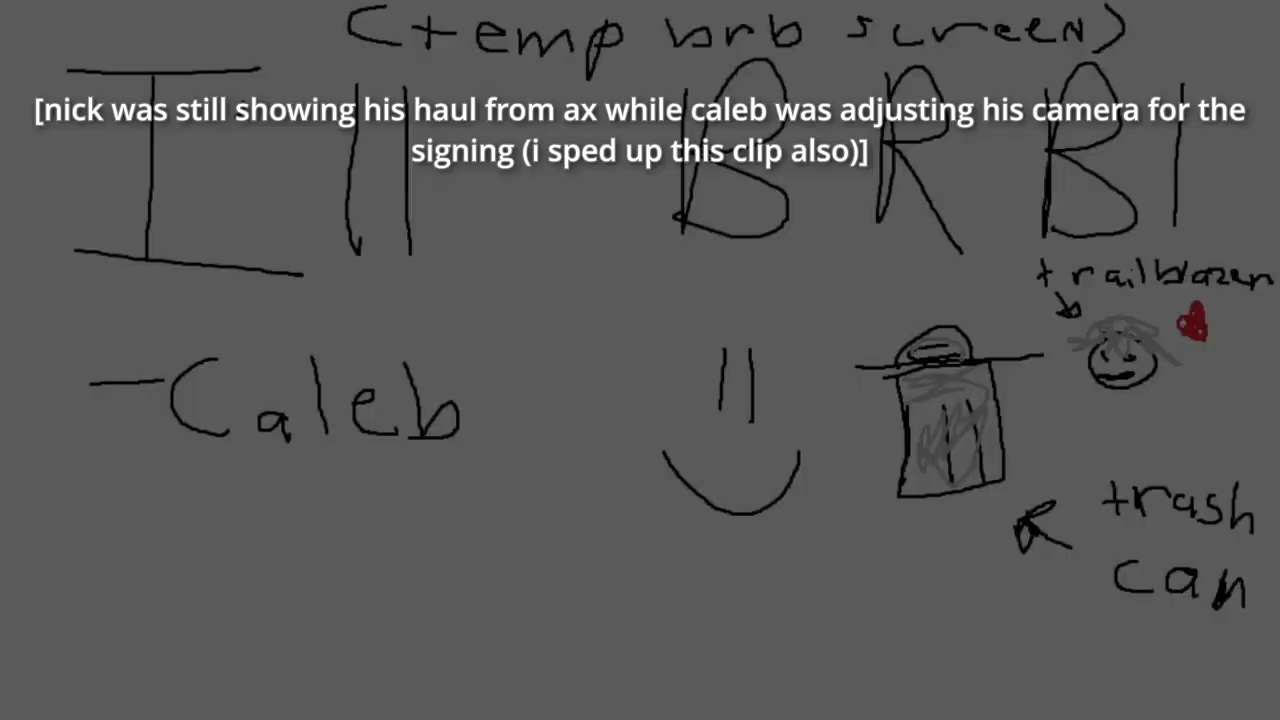 (temp brb screen)
[nick was still showing his haul from ax while caleb was adjusting his camera for the
signing (i sped up this clip also)]
I'll BRB!
trailblazer
-Caleb
trash
can